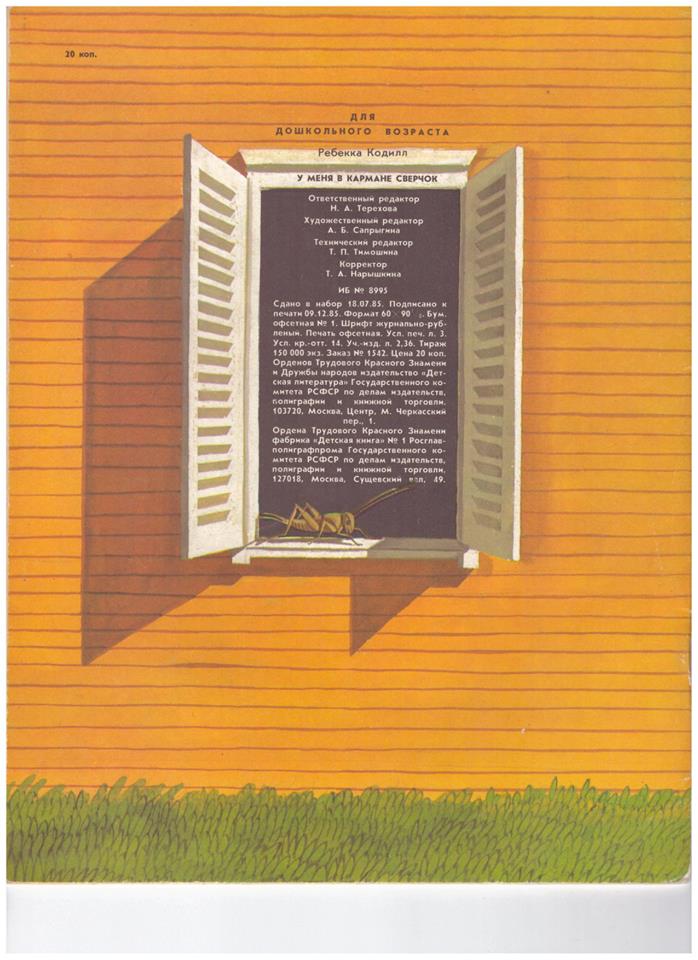 20 коп.
ДЛЯ
ДОШКОЛЬНОГО ВОЗРАСТА
Ребекка Кодилл
У МЕНЯ В КАРМАНЕ СВЕРЧОК
Ответственный редактор
Н. А. Терехова
Художественный редактор
А. Б. Сапрыгина
Технический редактор
Т. П. Тимошина
Корректор
Т. А. Нарышкина
ИБ № 8995
Сдано в набор 18.07.85. Подписано к
печати 09.12.85. Формат 60×90 Бум.
офсетная № 1. Шрифт журнально-руб-
леный. Печать офсетная. Усл. печ. л. 3.
Усл. кр.-отт. 14. Уч.-изд. л. 2,36. Тираж
150 000 экз. Заказ № 1542. Цена 20 коп.
Орденов Трудового Красного Знамени
и Дружбы народов издательство «Дет-
ская литература» Государственного ко-
митета РСФСР по делам издательств,
полиграфии и книжной торговли.
103720, Москва, Центр, М. Черкасский
пер., 1.
Ордена Трудового Красного Знамени
фабрика «Детская книга» № 1 Росглав-
полиграфпрома Государственного ко-
митета РСФСР по делам издательств,
полиграфии и книжной торговли.
127018, Москва, Сущевский вал, 49.